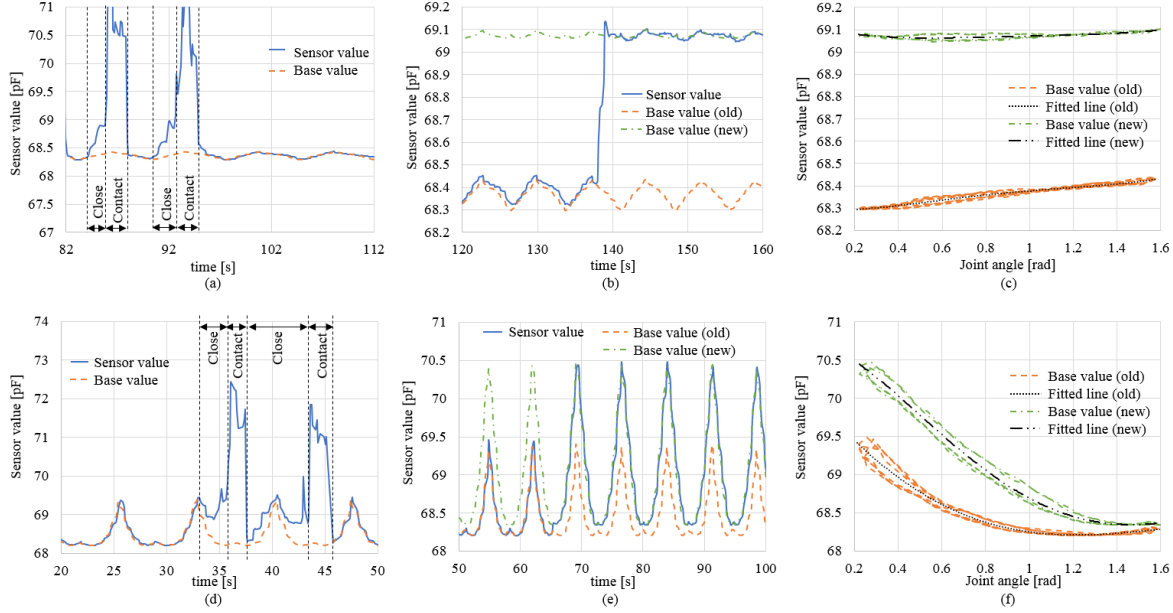 71
70.5
70
69.5
69
68.5
68
67.5
67
Sensor value [pF]
Sensor value
Base value
Close
Contact
Close
Contact
82
92
102
112
time [s]
(a)
69.2
69.1
69
68.9
68.8
68.7
68.6
68.5
68.4
68.3
68.2
Sensor value [pF]
Sensor value
Base value (old)
Base value (new)
120
130
140
150
160
time [s]
(b)
69.2
69.1
69
68.9
68.8
68.7
68.6
68.5
68.4
68.3
68.2
Sensor value [pF]
Base value (old)
Fitted line (old)
Base value (new)
Fitted line (new)
0.2
0.4
0.6
0.8
1
1.2
1.4
1.6
Joint angle [rad]
(c)
74
73
72
71
70
69
68
Sensor value [pF]
Sensor value
Base value
Close
Contact
Close
Contact
20
25
30
35
40
45
50
time [s]
(d)
71
70.5
70
69.5
69
68.5
68
Sensor value [pF]
Sensor value
Base value (old)
Base value (new)
50
60
70
80
90
100
time [s]
(e)
71
70.5
70
69.5
69
68.5
68
Sensor value [pF]
Base value (old)
Fitted line (old)
Base value (new)
Fitted line (new)
0.2
0.4
0.6
0.8
1
1.2
1.4
1.6
Joint angle [rad]
(f)